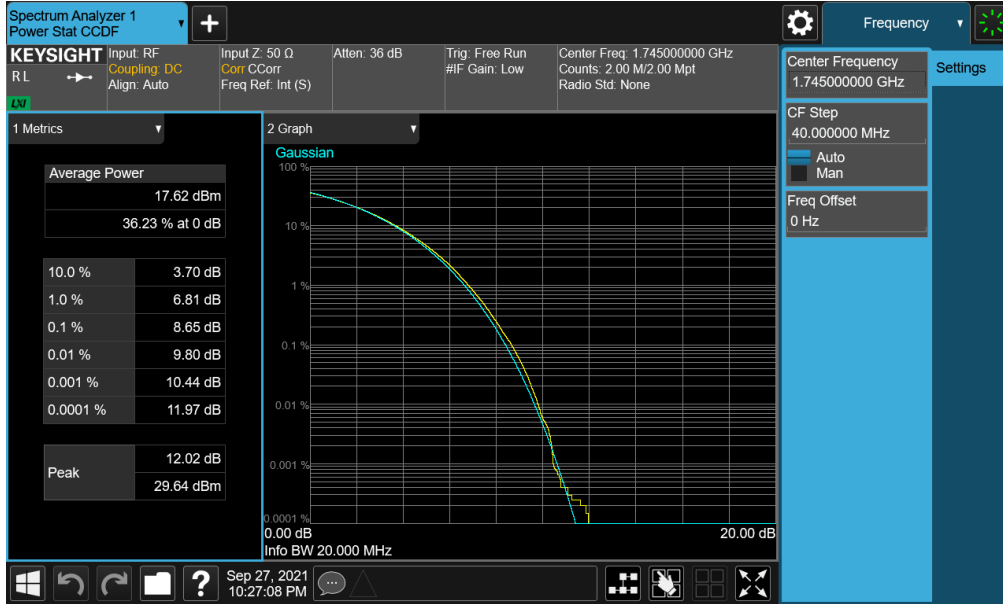 Spectrum Analyzer 1
Power Stat CCDF
Frequency
KEYSIGHT
R L
LXI
Input: RF
Coupling: DC
Align: Auto
Input Z: 50 Ω
Corr CCorr
Freq Ref: Int (S)
Atten: 36 dB
Trig: Free Run
#IF Gain: Low
Center Freq: 1.745000000 GHz
Counts: 2.00 M/2.00 Mpt
Radio Std: None
Center Frequency
1.745000000 GHz
Settings
CF Step
40.000000 MHz
Auto
Man
Freq Offset
0 Hz
1 Metrics
Average Power
17.62 dBm
36.23 % at 0 dB
10.0 % 3.70 dB
1.0 % 6.81 dB
0.1 % 8.65 dB
0.01 % 9.80 dB
0.001 % 10.44 dB
0.0001 % 11.97 dB
Peak
12.02 dB
29.64 dBm
2 Graph
Gaussian
100 %
10 %
1 %
0.1 %
0.01 %
0.001 %
0.0001 %
0.00 dB 20.00 dB
Info BW 20.000 MHz
?
Sep 27, 2021
10:27:08 PM